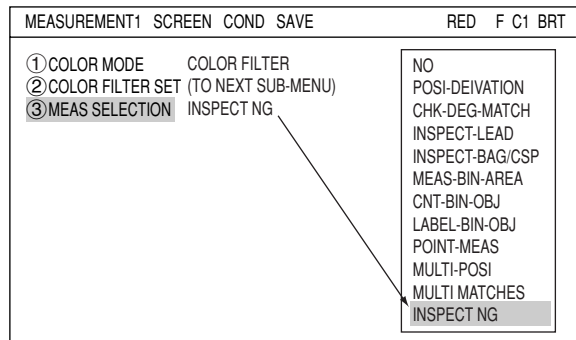 MEASUREMENT1 SCREEN COND SAVE RED F C1 BRT
①COLOR MODE COLOR FILTER
②COLOR FILTER SET (TO NEXT SUB-MENU)
③MEAS SELECTION INSPECT NG
NO
POSI-DEIVATION
CHK-DEG-MATCH
INSPECT-LEAD
INSPECT-BAG/CSP
MEAS-BIN-AREA
CNT-BIN-OBJ
LABEL-BIN-OBJ
POINT-MEAS
MULTI-POSI
MULTI MATCHES
INSPECT NG